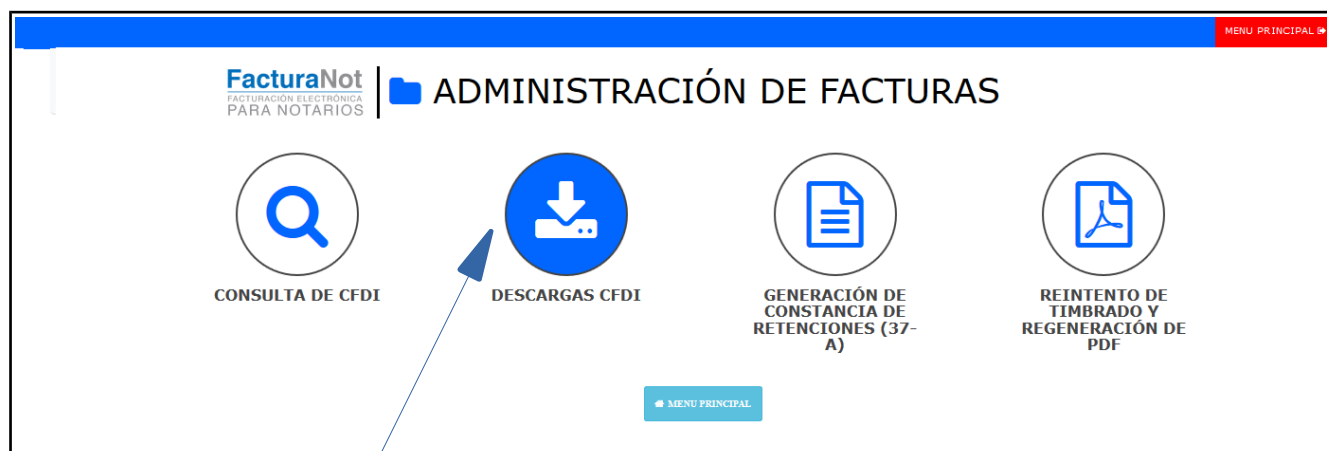 MENU PRINCIPAL
FacturaNot
FACTURACIÓN ELECTRÓNICA
PARA NOTARIOS
ADMINISTRACIÓN DE FACTURAS
CONSULTA DE CFDI
DESCARGAS CFDI
GENERACIÓN DE
CONSTANCIA DE
RETENCIONES (37-
A)
REINTENTO DE
TIMBRADO Y
REGENERACIÓN DE
PDF
MENU PRINCIPAL